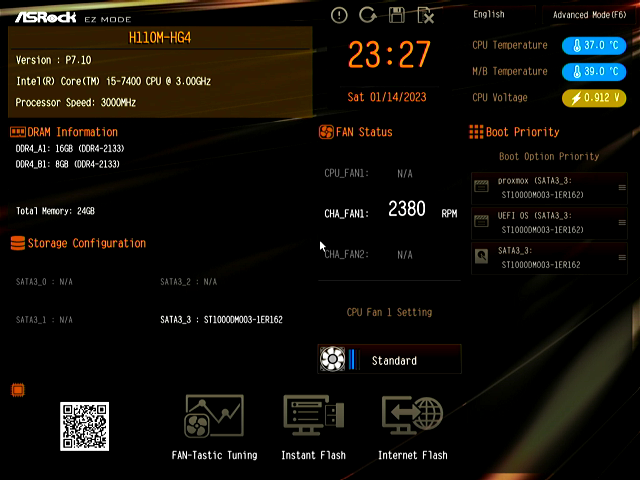 ASRock EZ MODE
H110M-HG4
Version : P7.10
Intel(R) Core(TM) i5-7400 CPU @ 3.00GHz
Processor Speed: 3000MHz
23:27
Sat 01/14/2023
English
Advanced Mode(F6)
CPU Temperature 37.0 °C
M/B Temperature 39.0 °C
CPU Voltage 0.912 V
DRAM Information
DDR4_A1: 16GB (DDR4-2133)
DDR4_B1: 8GB (DDR4-2133)
Total Memory: 24GB
Storage Configuration
SATA3_0 : N/A
SATA3_2 : N/A
SATA3_1 : N/A
SATA3_3 : ST1000DM003-1ER162
FAN Status
CPU_FAN1: N/A
CHA_FAN1: 2380 RPM
CHA_FAN2: N/A
CPU Fan 1 Setting
Standard
Boot Priority
Boot Option Priority
proxmox (SATA3_3:
ST1000DM003-1ER162)
UEFI OS (SATA3_3:
ST1000DM003-1ER162)
SATA3_3:
ST1000DM003-1ER162
FAN-Tastic Tuning
Instant Flash
Internet Flash